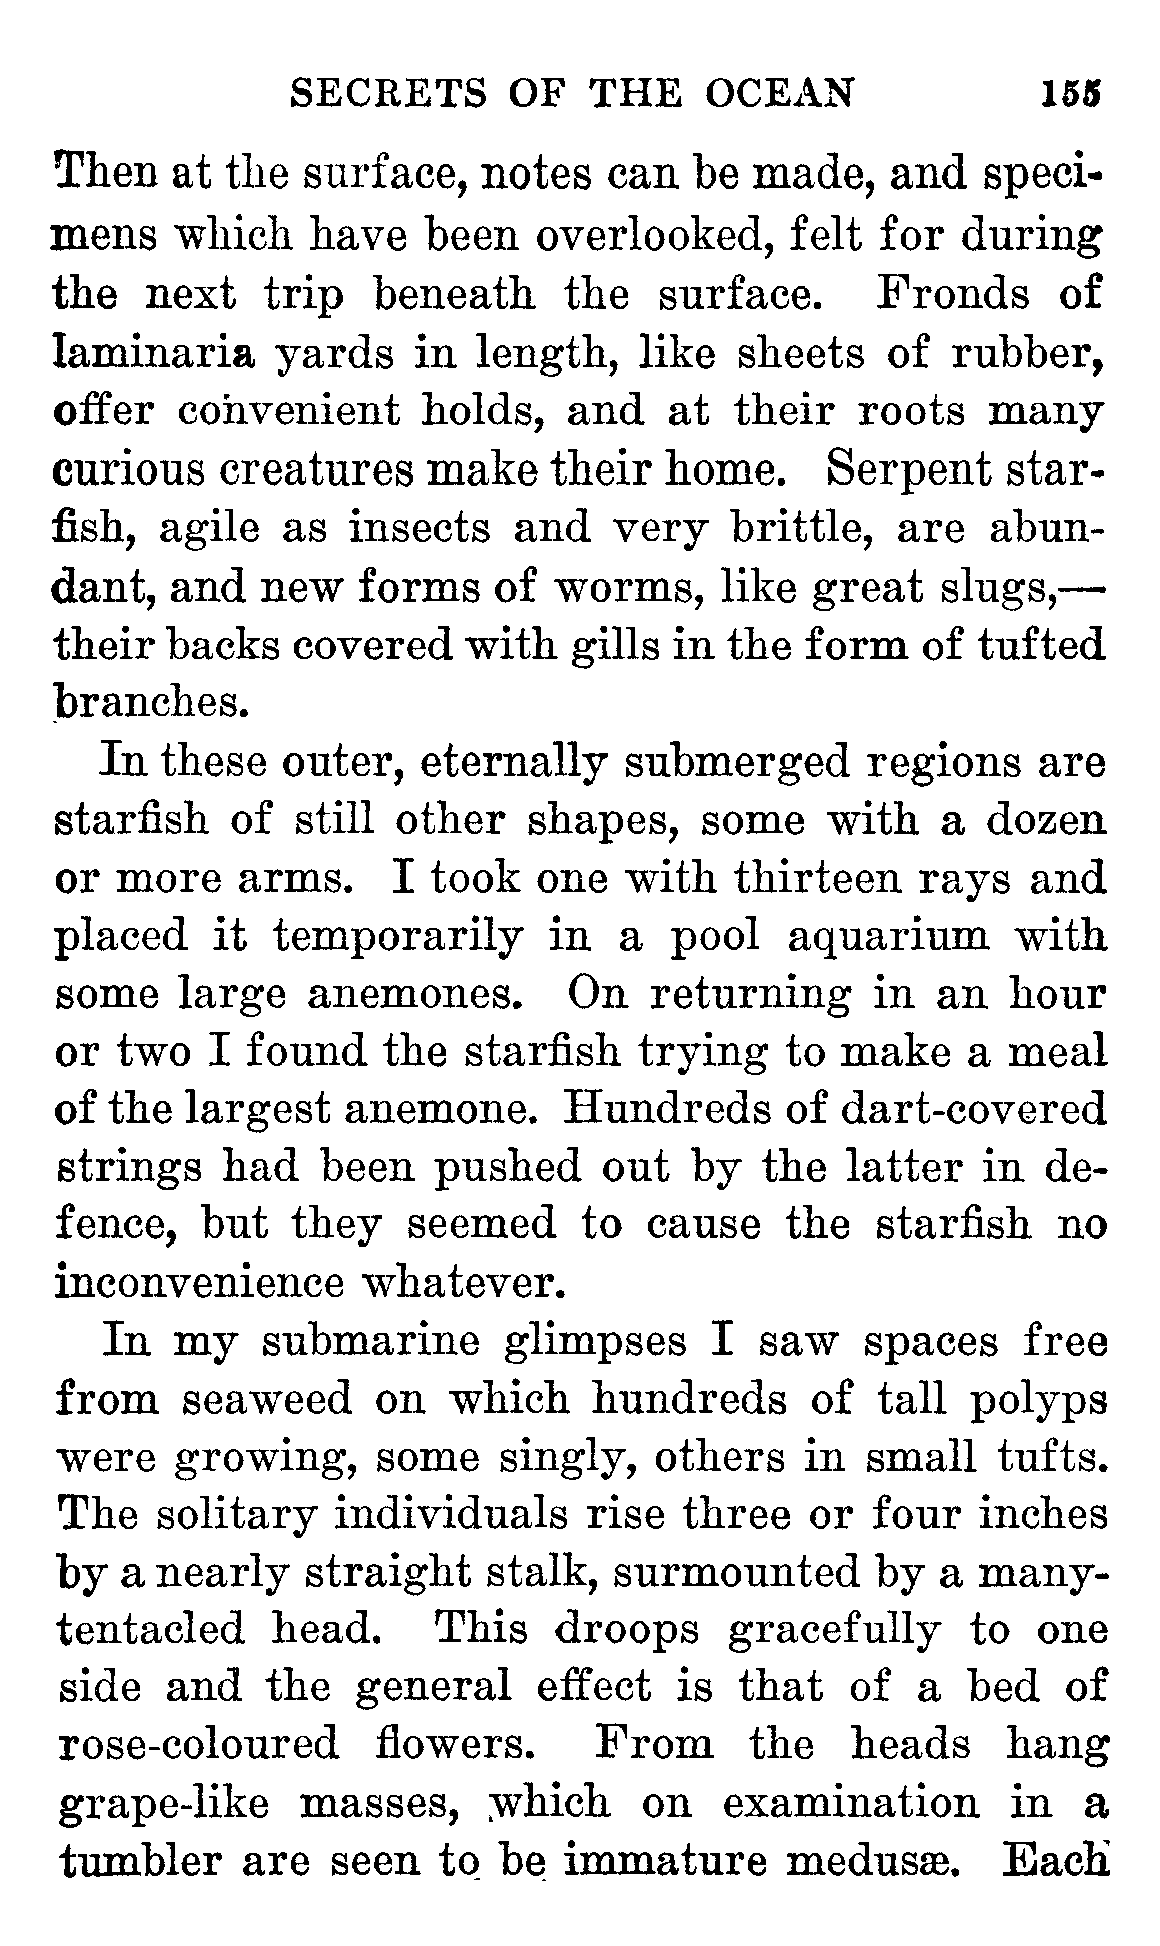 SECRETS OF THE OCEAN 155
Then at the surface, notes can be made, and speci-
mens which have been overlooked, felt for during
the next trip beneath the surface. Fronds of
laminaria yards in length, like sheets of rubber,
offer convenient holds, and at their roots many
curious creatures make their home. Serpent star-
fish, agile as insects and very brittle, are abun-
dant, and new forms of worms, like great slugs,—
their backs covered with gills in the form of tufted
branches.
In these outer, eternally submerged regions are
starfish of still other shapes, some with a dozen
or more arms. I took one with thirteen rays and
placed it temporarily in a pool aquarium with
some large anemones. On returning in an hour
or two I found the starfish trying to make a meal
of the largest anemone. Hundreds of dart-covered
strings had been pushed out by the latter in de-
fence, but they seemed to cause the starfish no
inconvenience whatever.
In my submarine glimpses I saw spaces free
from seaweed on which hundreds of tall polyps
were growing, some singly, others in small tufts.
The solitary individuals rise three or four inches
by a nearly straight stalk, surmounted by a many-
tentacled head. This droops gracefully to one
side and the general effect is that of a bed of
rose-coloured flowers. From the heads hang
grape-like masses, which on examination in a
tumbler are seen to be immature medusæ. Each